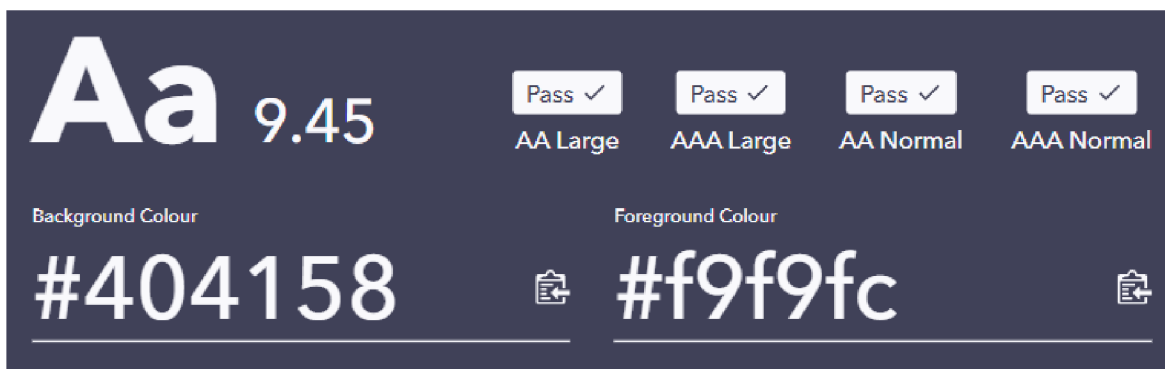 Aa 9.45
Pass Pass Pass Pass
AA Large AAA Large AA Normal AAA Normal
Background Colour Foreground Colour
#404158 #f9f9fc